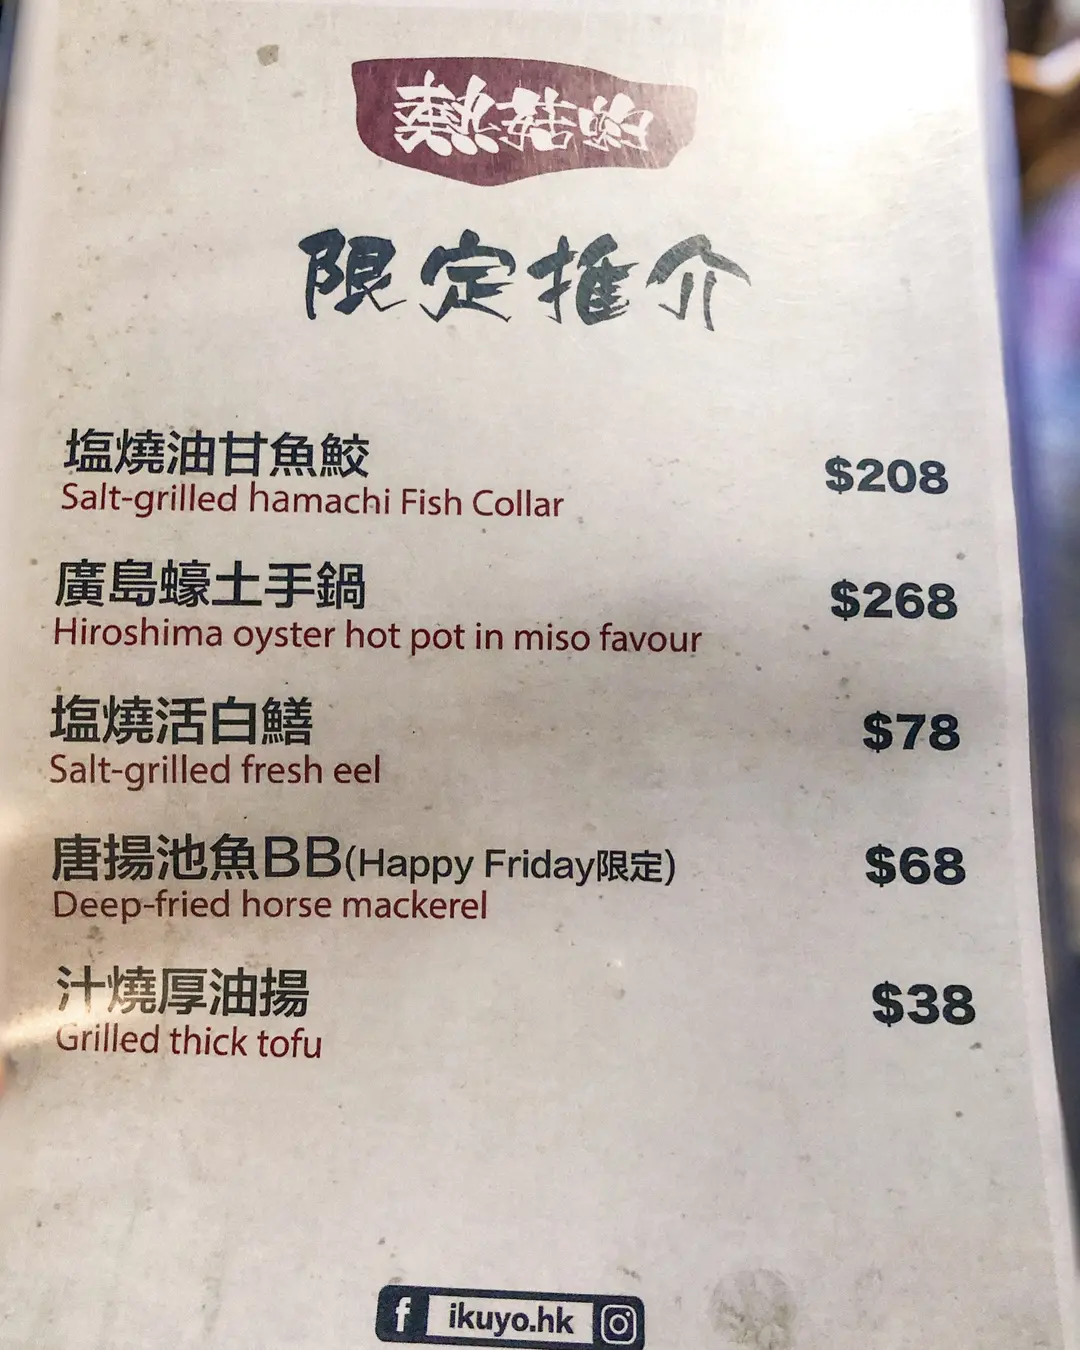 熱菇的
限定推介
塩燒油甘魚鮫
$208
Salt-grilled hamachi Fish Collar
廣島蠔土手鍋
$268
Hiroshima oyster hot pot in miso favour
塩燒活白鱔
$78
Salt-grilled fresh eel
唐揚池魚BB(Happy Friday限定)
$68
Deep-fried horse mackerel
汁燒厚油揚
$38
Grilled thick tofu
ikuyo.hk